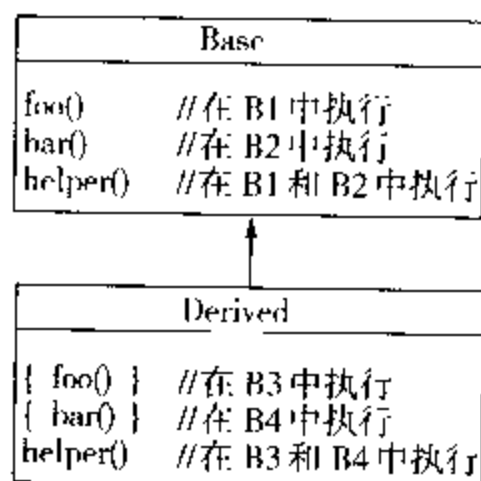 Base
foo() //在 B1 中执行
bar() //在 B2 中执行
helper() //在 B1 和 B2 中执行
Derived
{ foo() } //在 B3 中执行
{ bar() } //在 B4 中执行
helper() //在 B3 和 B4 中执行